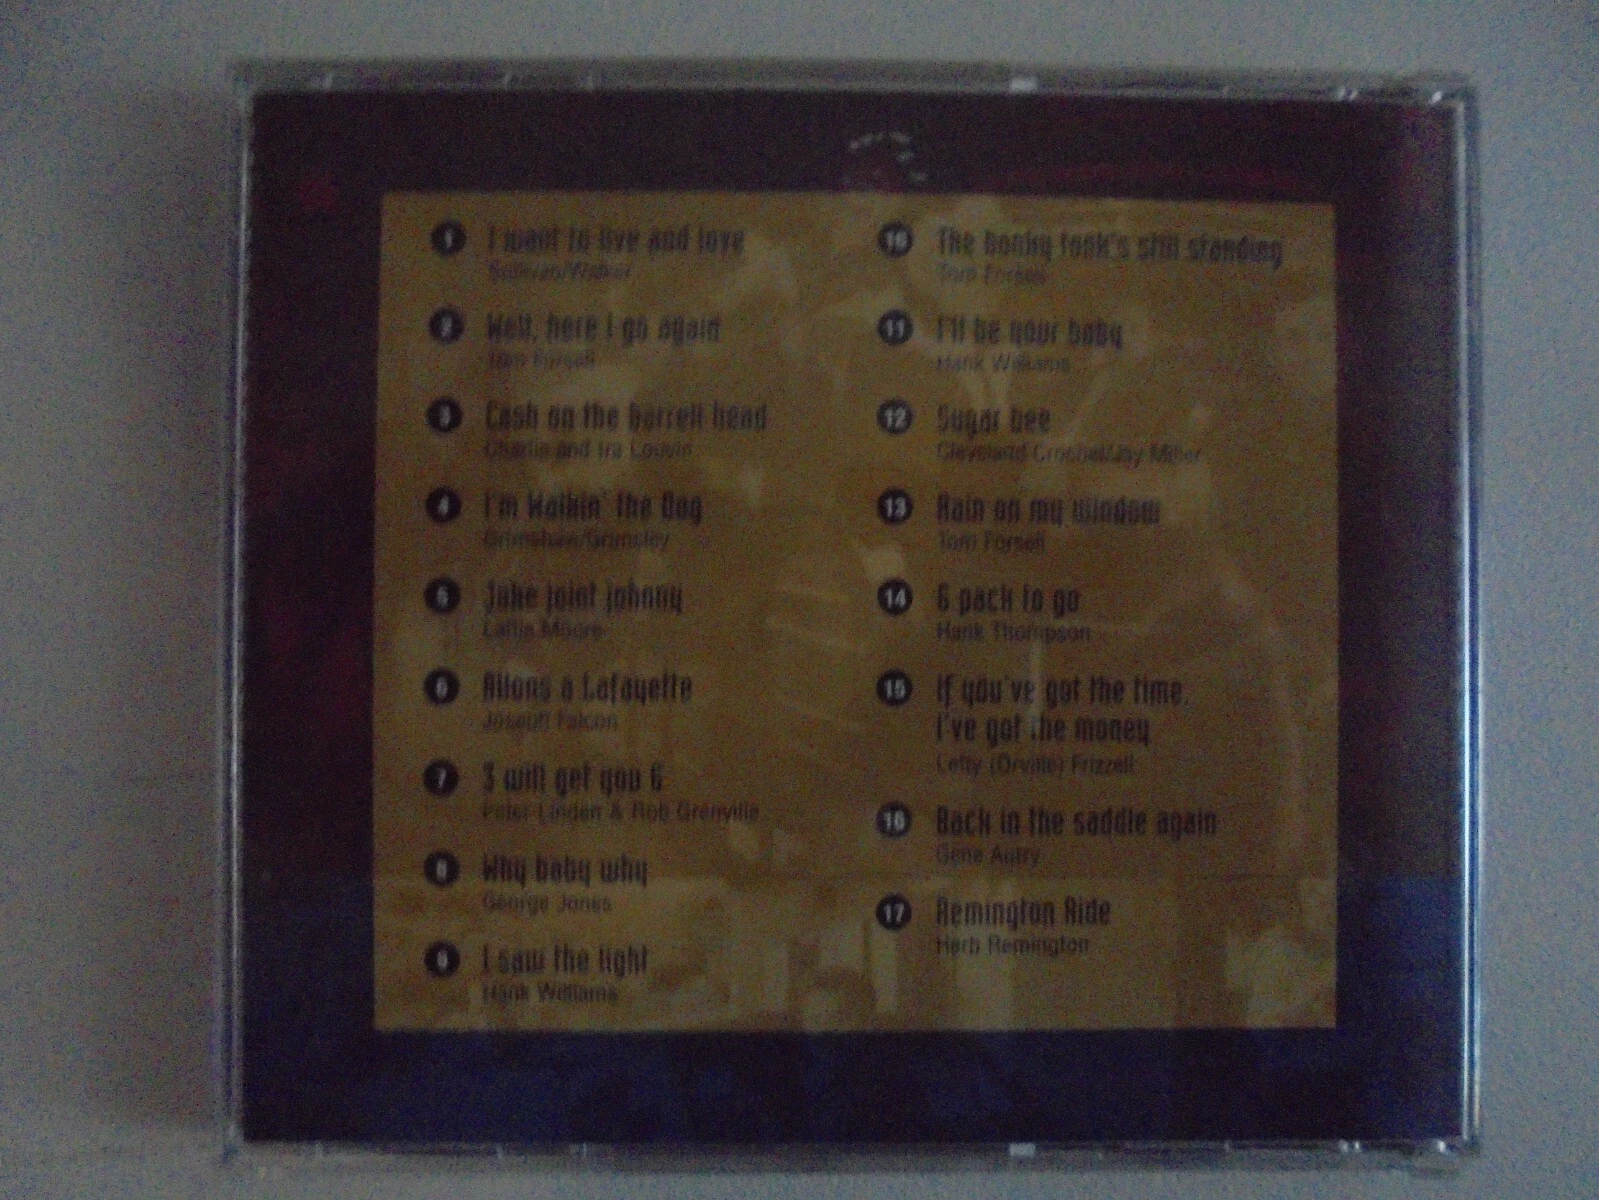 1 I want to live and love
Sullivan/Walker
2 Well, here I go again
Tom Forsell
3 Cash on the barrell head
Charlie and Ira Louvin
4 I'm Walkin' the Dog
Grimshaw/Grimsley
5 Juke joint johnny
Lattie Moore
6 Allons a Lafayette
Joseph Falcon
7 3 will get you 6
Peter Linden & Rob Grenville
8 Why baby why
George Jones
9 I saw the light
Hank Williams
10 The honky tonk's still standing
Tom Forsell
11 I'll be your baby
Hank Williams
12 Sugar bee
Cleveland Crochet/Jay Miller
13 Rain on my window
Tom Forsell
14 6 pack to go
Hank Thompson
15 If you've got the time,
I've got the money
Lefty (Orville) Frizzell
16 Back in the saddle again
Gene Autry
17 Remington Ride
Herb Remington